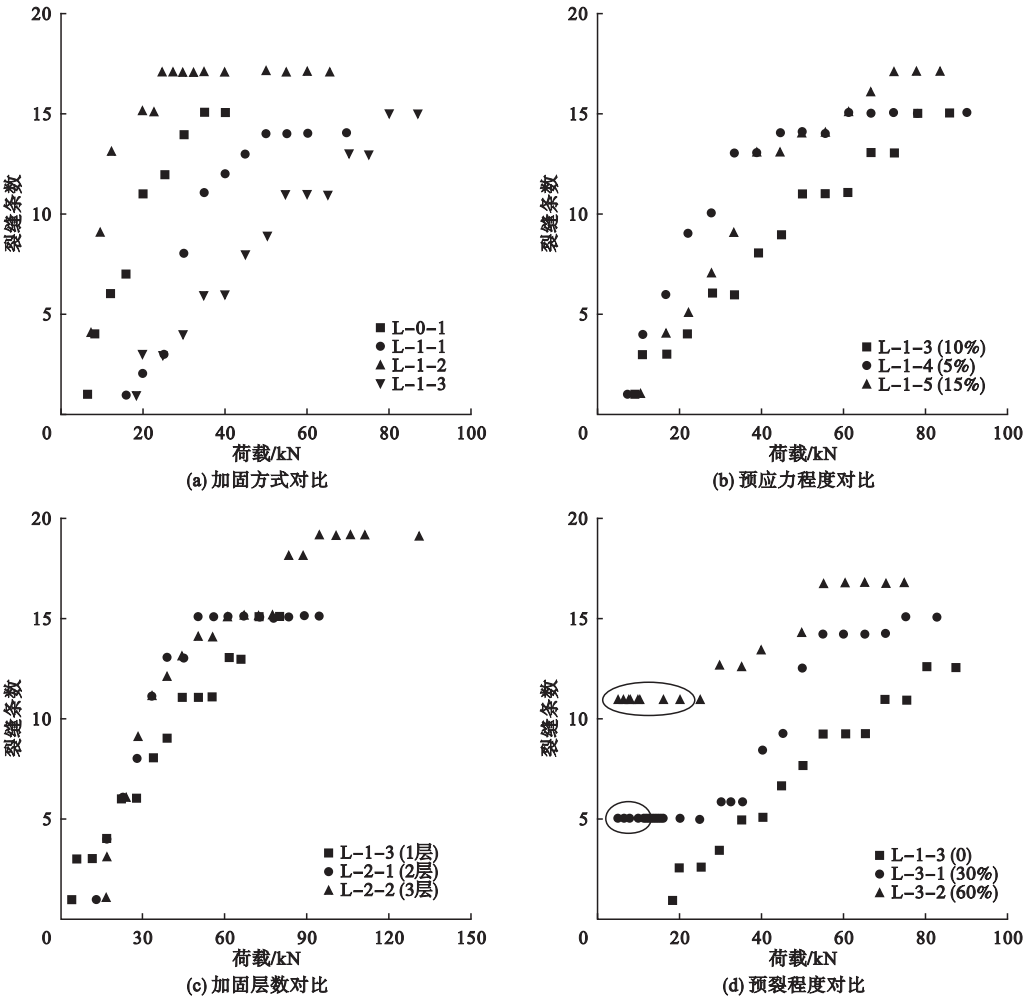 20
15
10
5
0
20
40
60
80
100
裂缝条数
荷载/kN
L-0-1
L-1-1
L-1-2
L-1-3
(a) 加固方式对比
20
15
10
5
0
20
40
60
80
100
裂缝条数
荷载/kN
L-1-3 (10%)
L-1-4 (5%)
L-1-5 (15%)
(b) 预应力程度对比
20
15
10
5
0
30
60
90
120
150
裂缝条数
荷载/kN
L-1-3 (1层)
L-2-1 (2层)
L-2-2 (3层)
(c) 加固层数对比
20
15
10
5
0
20
40
60
80
100
裂缝条数
荷载/kN
L-1-3 (0)
L-3-1 (30%)
L-3-2 (60%)
(d) 预裂程度对比